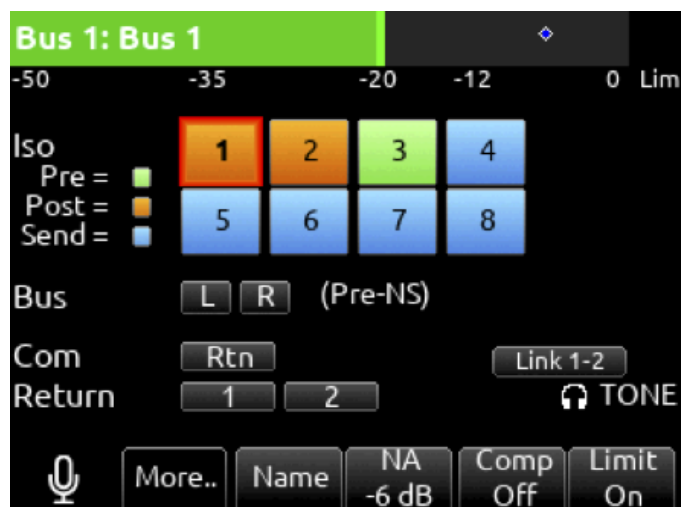 Bus 1: Bus 1
-50 -35 -20 -12 0 Lim
Iso 1 2 3 4
Pre =
Post =
Send =
5 6 7 8
Bus L R (Pre-NS)
Com Rtn Link 1-2
Return 1 2 TONE
More.. Name NA -6 dB Comp Off Limit On